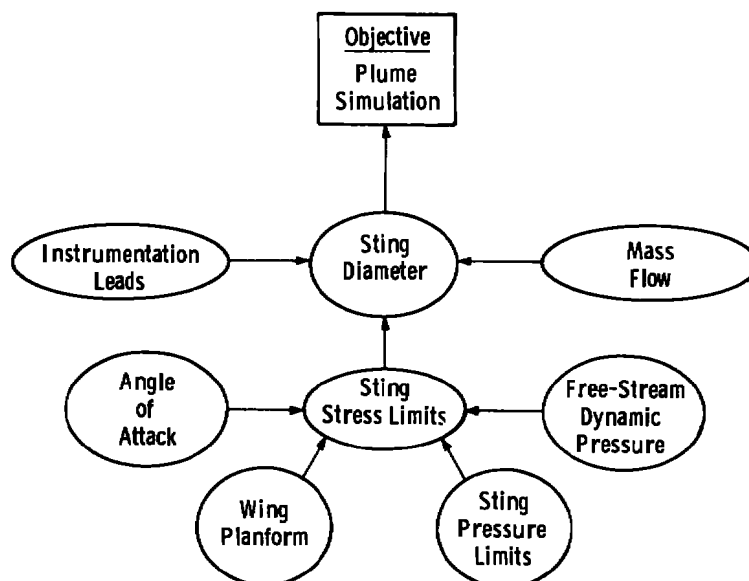 Objective
Plume
Simulation
Instrumentation
Leads
Sting
Diameter
Mass
Flow
Angle
of
Attack
Sting
Stress Limits
Free-Stream
Dynamic
Pressure
Wing
Planform
Sting
Pressure
Limits